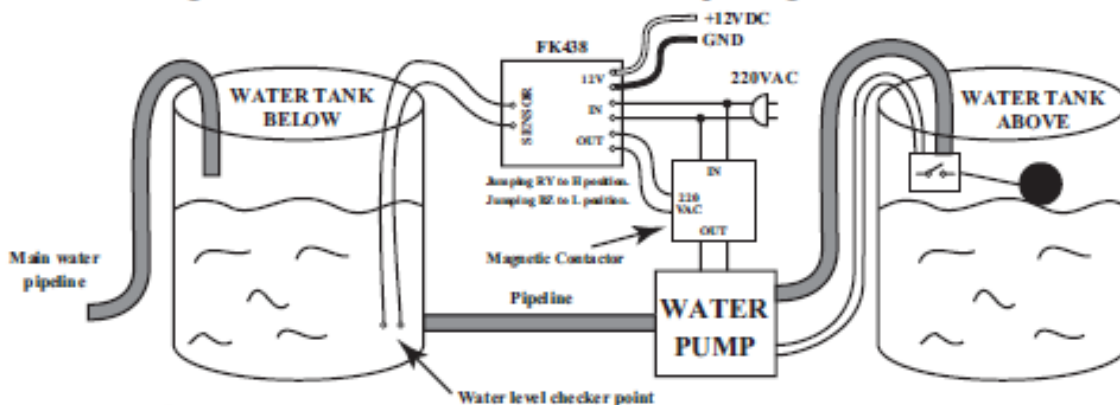 +12VDC
GND
FK438
220VAC
12V
IN
OUT
SENSOR
WATER TANK
BELOW
WATER TANK
ABOVE
Jumping RY to H position.
Jumping RZ to L position.
IN
220
VAC
OUT
Magnetic Contactor
Main water
pipeline
Pipeline
WATER
PUMP
Water level checker point